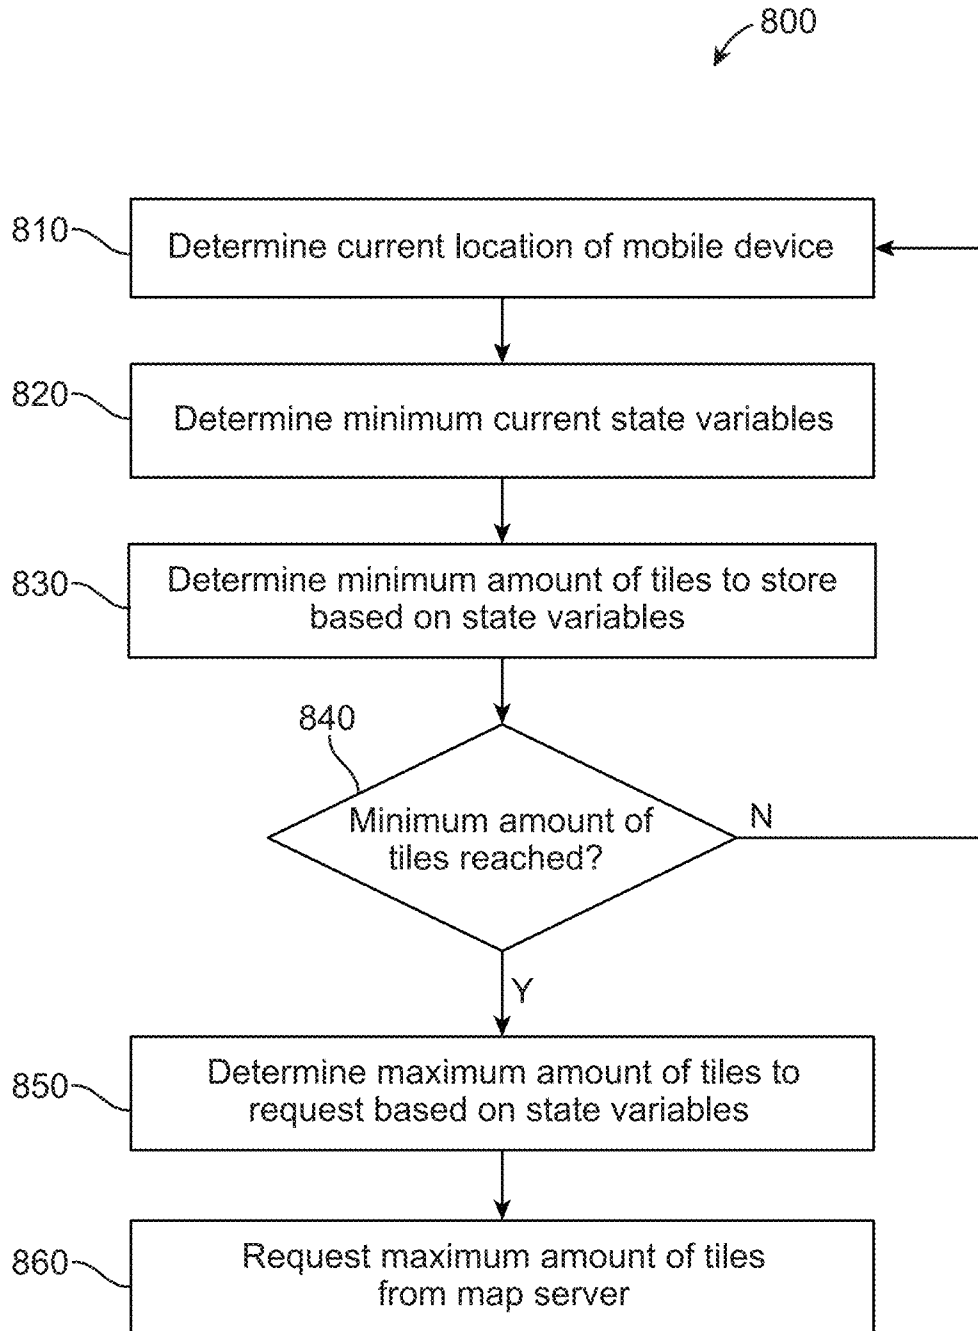 800
810
Determine current location of mobile device
820
Determine minimum current state variables
830
Determine minimum amount of tiles to store
based on state variables
840
Minimum amount of
tiles reached?
N
Y
850
Determine maximum amount of tiles to
request based on state variables
860
Request maximum amount of tiles
from map server